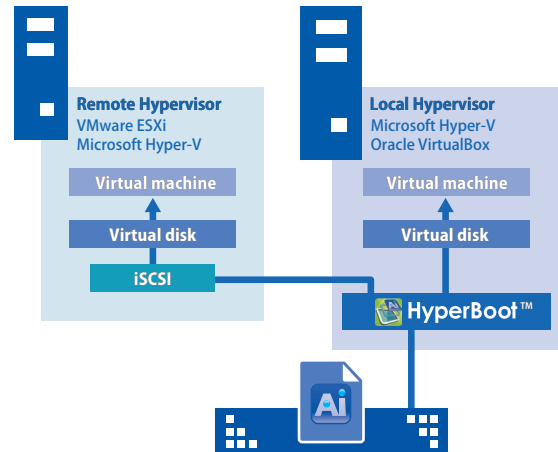 Remote Hypervisor
VMware ESXi
Microsoft Hyper-V
Virtual machine
Virtual disk
iSCSI
Local Hypervisor
Microsoft Hyper-V
Oracle VirtualBox
Virtual machine
Virtual disk
HyperBoot™
Ai